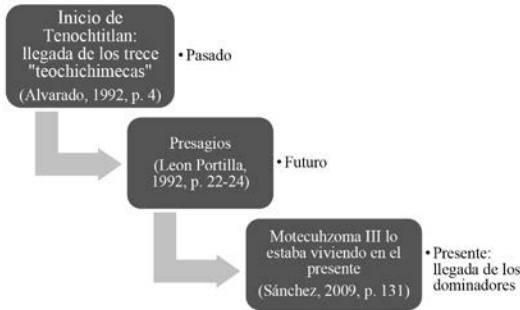 Inicio de
Tenochtitlan:
llegada de los trece
"teochichimecas"
(Alvarado, 1992, p. 4)
• Pasado
Presagios
(Leon Portilla,
1992, p. 22-24)
• Futuro
Motecuhzoma III lo
estaba viviendo en el
presente
(Sánchez, 2009, p. 131)
• Presente:
llegada de los
dominadores